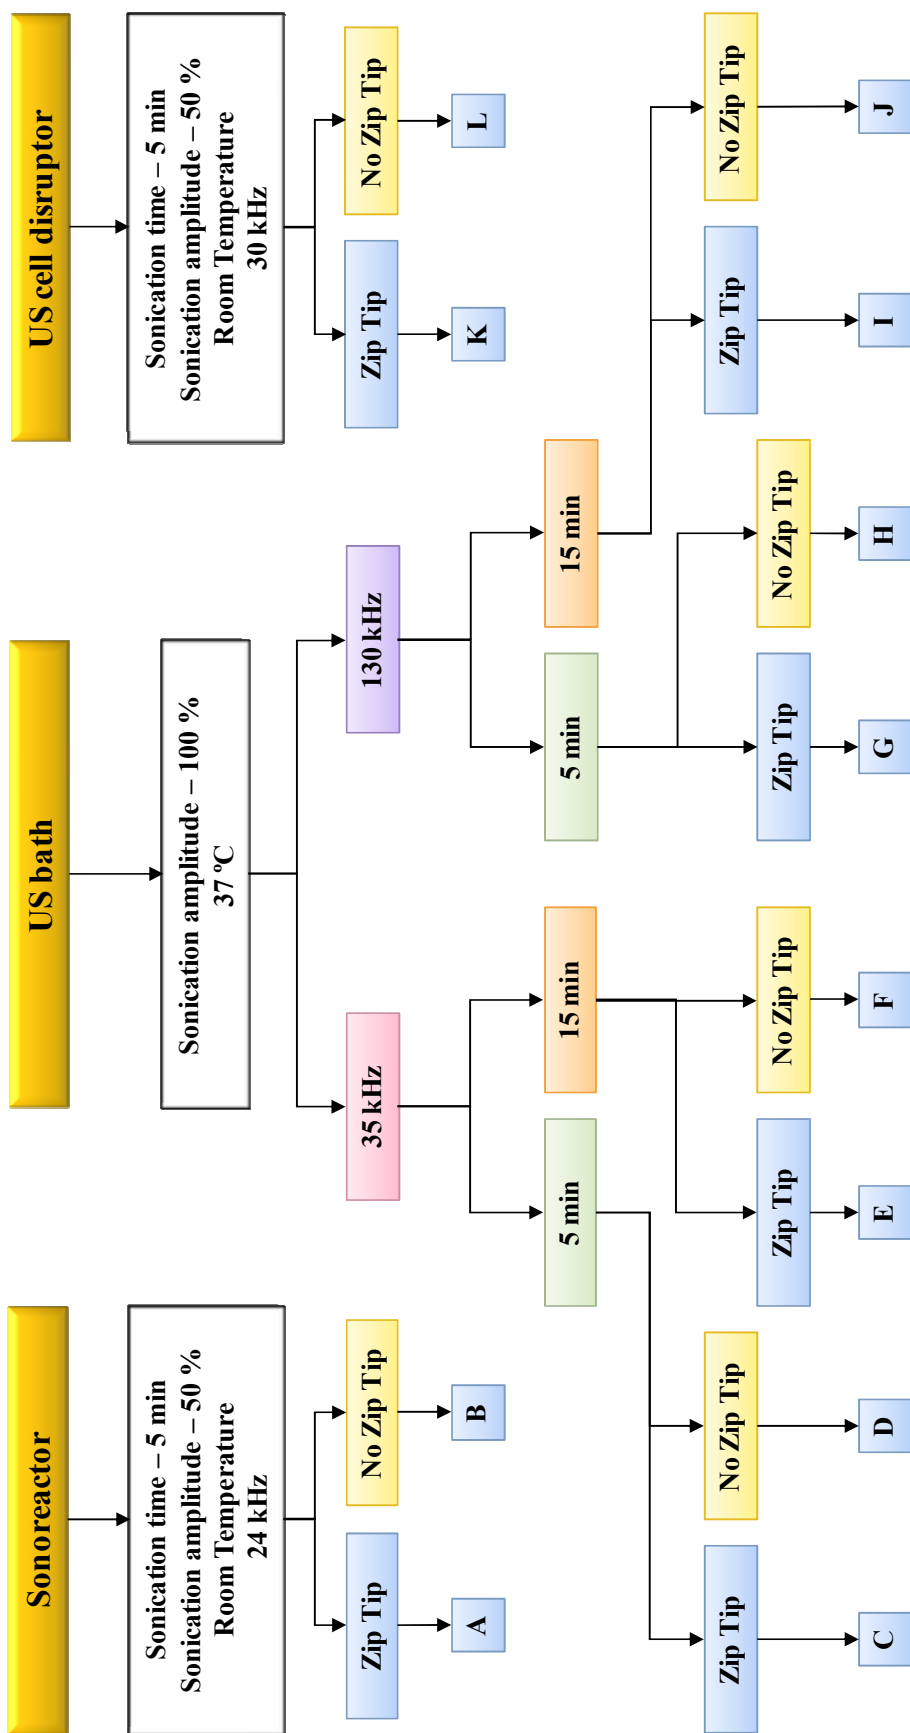 Sonoreactor
Sonication time – 5 min
Sonication amplitude – 50 %
Room Temperature
24 kHz
Zip Tip
No Zip Tip
A
B
US bath
Sonication amplitude – 100 %
37 ºC
35 kHz
130 kHz
5 min
15 min
5 min
15 min
Zip Tip
No Zip Tip
Zip Tip
No Zip Tip
Zip Tip
No Zip Tip
Zip Tip
No Zip Tip
C
D
E
F
G
H
I
J
US cell disruptor
Sonication time – 5 min
Sonication amplitude – 50 %
Room Temperature
30 kHz
Zip Tip
No Zip Tip
K
L